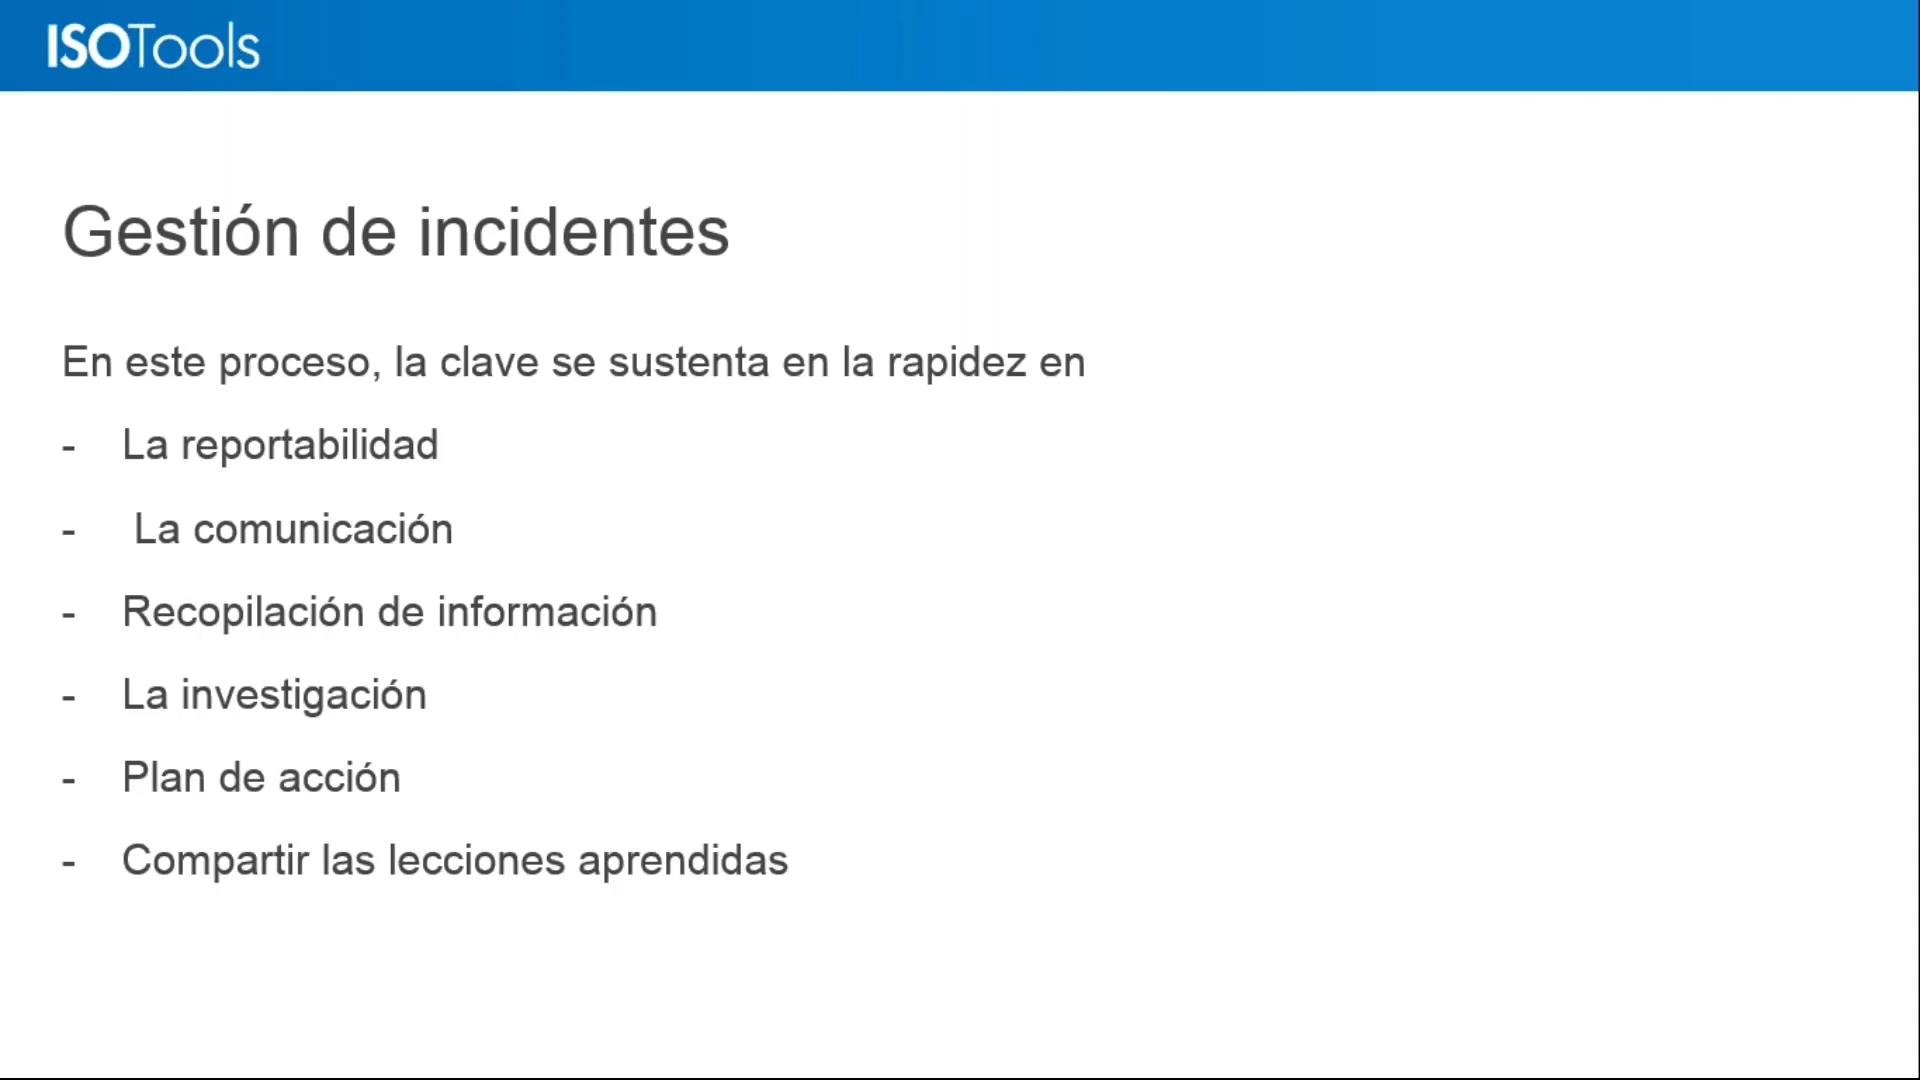 ISOTools
Gestión de incidentes
En este proceso, la clave se sustenta en la rapidez en
- La reportabilidad
- La comunicación
- Recopilación de información
- La investigación
- Plan de acción
- Compartir las lecciones aprendidas